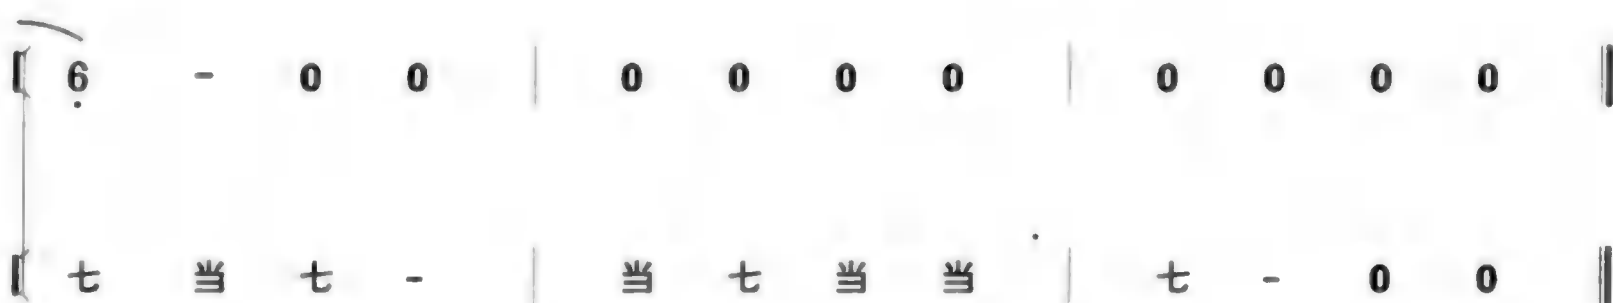 6 - 0 0 | 0 0 0 0 | 0 0 0 0 ‖
七 当 七 - | 当 七 当 当 | 七 - 0 0 ‖